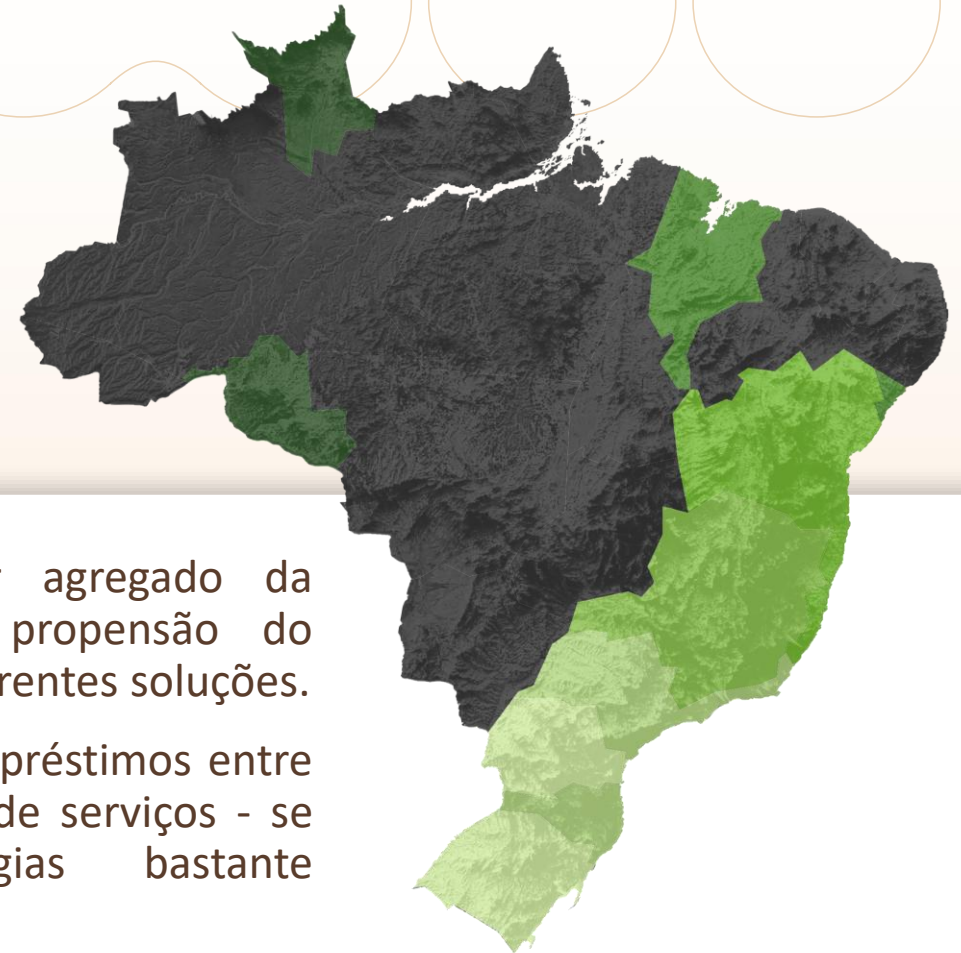 agregado da
propensão do
rentes soluções.
préstimos entre
de serviços - se
gias bastante